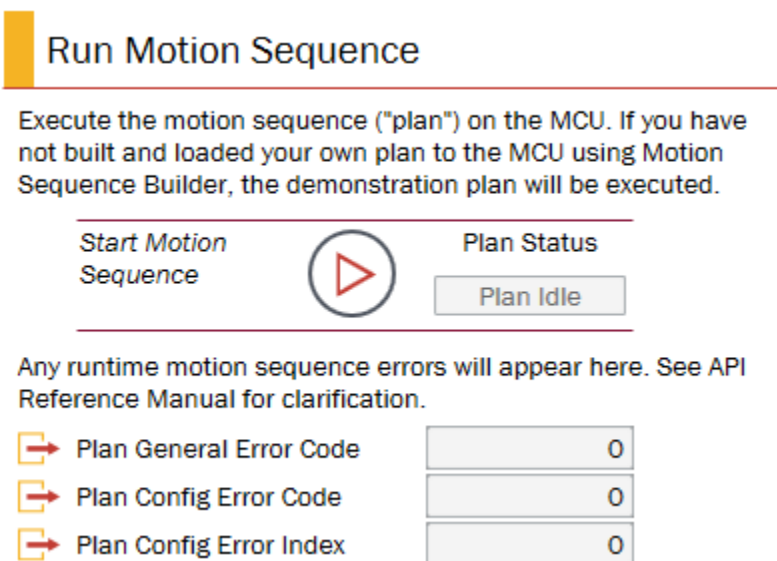 Run Motion Sequence
Execute the motion sequence ("plan") on the MCU. If you have
not built and loaded your own plan to the MCU using Motion
Sequence Builder, the demonstration plan will be executed.
Start Motion
Sequence
Plan Status
Plan Idle
Any runtime motion sequence errors will appear here. See API
Reference Manual for clarification.
Plan General Error Code 0
Plan Config Error Code 0
Plan Config Error Index 0